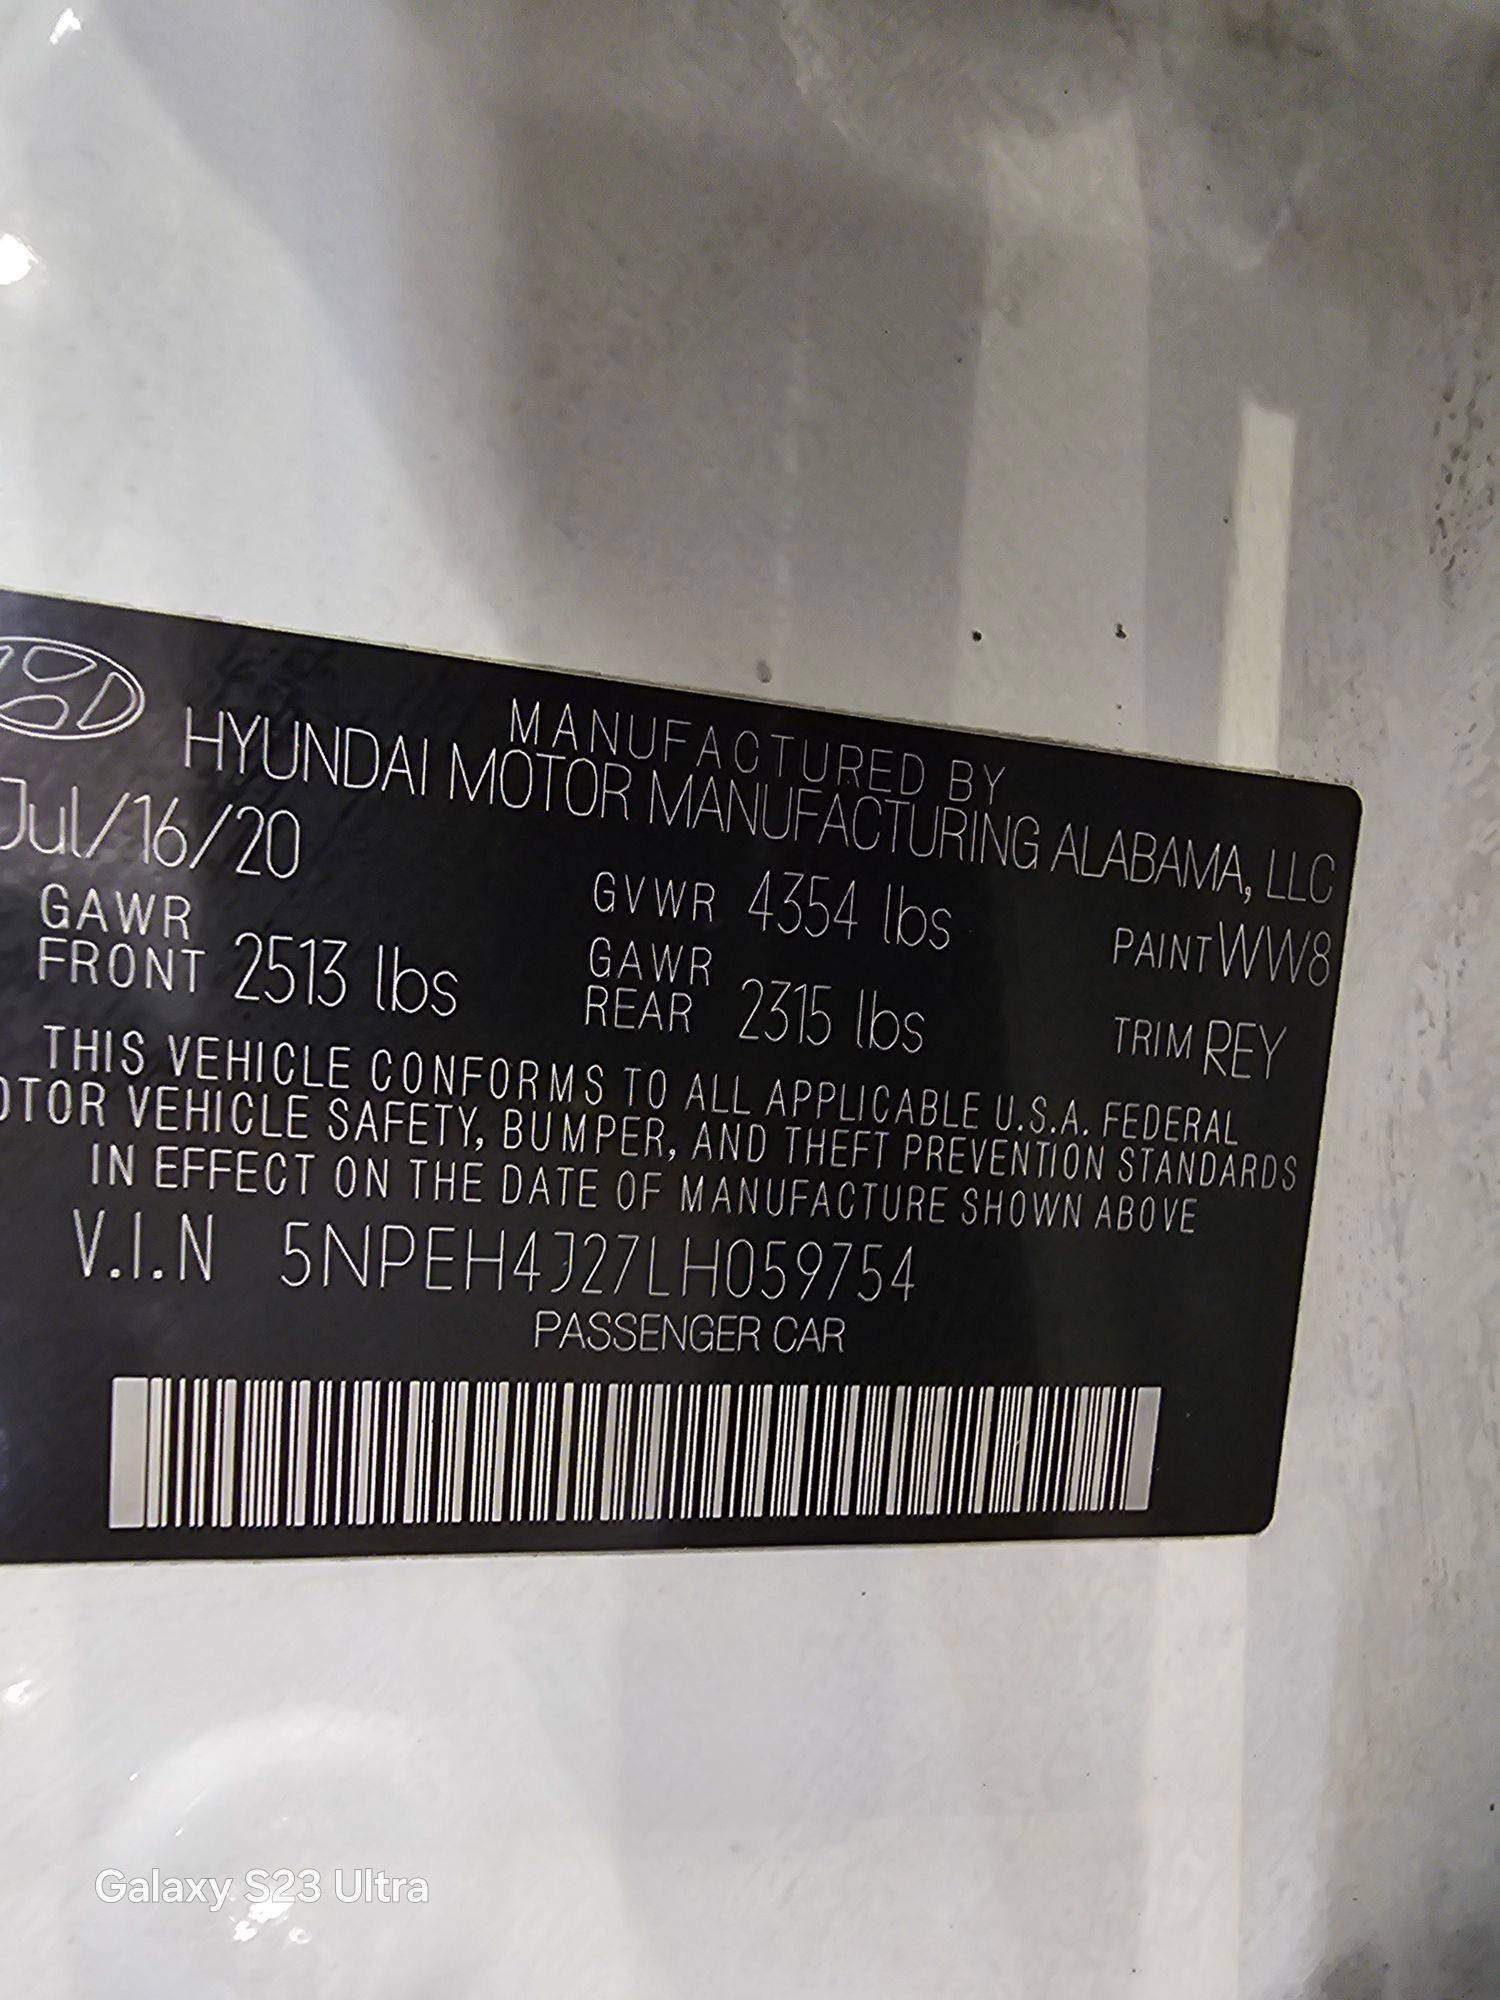 MANUFACTURED BY
HYUNDAI MOTOR MANUFACTURING ALABAMA, LLC
Jul/16/20
GVWR 4354 lbs
PAINT WW8
GAWR
FRONT 2513 lbs
GAWR
REAR 2315 lbs
TRIM REY
THIS VEHICLE CONFORMS TO ALL APPLICABLE U.S.A. FEDERAL
OTOR VEHICLE SAFETY, BUMPER, AND THEFT PREVENTION STANDARDS
IN EFFECT ON THE DATE OF MANUFACTURE SHOWN ABOVE
V.I.N 5NPEH4J27LH059754
PASSENGER CAR
Galaxy S23 Ultra